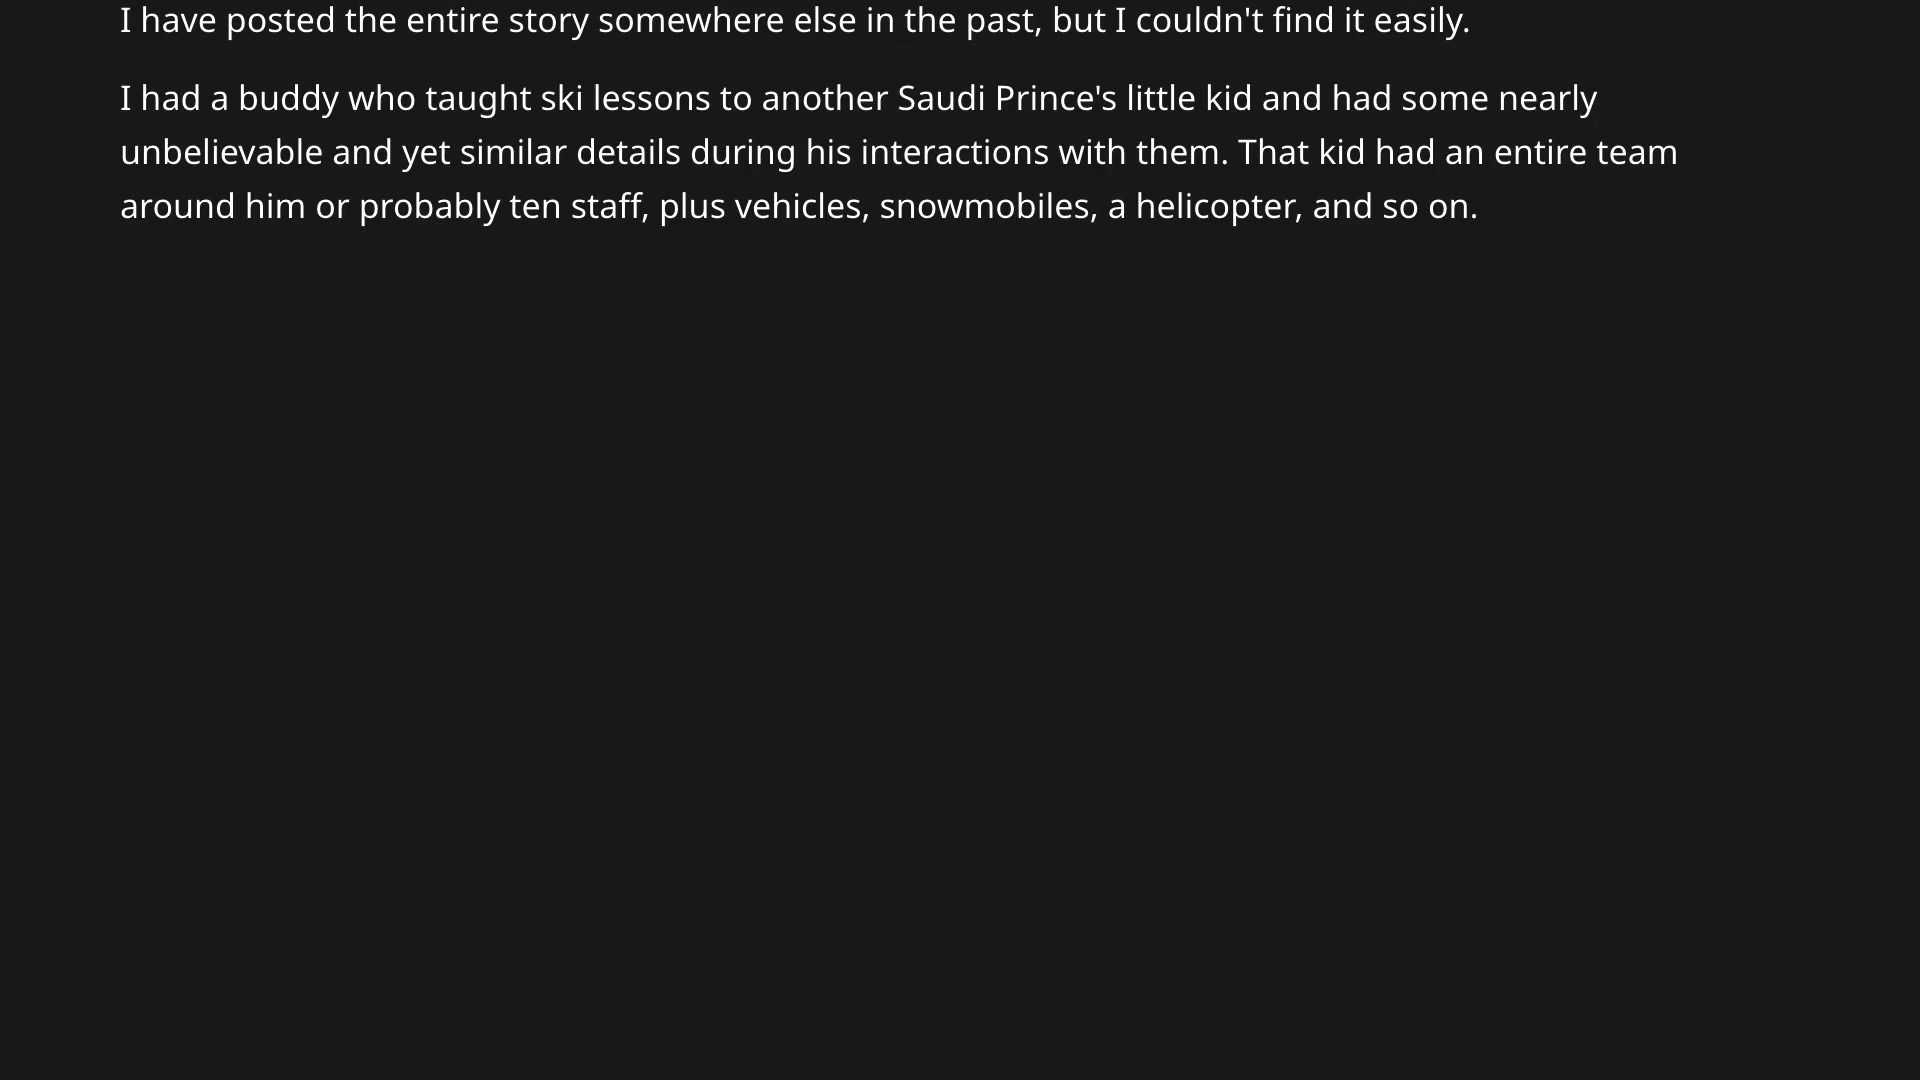 I have posted the entire story somewhere else in the past, but I couldn't find it easily.
I had a buddy who taught ski lessons to another Saudi Prince's little kid and had some nearly
unbelievable and yet similar details during his interactions with them. That kid had an entire team
around him or probably ten staff, plus vehicles, snowmobiles, a helicopter, and so on.